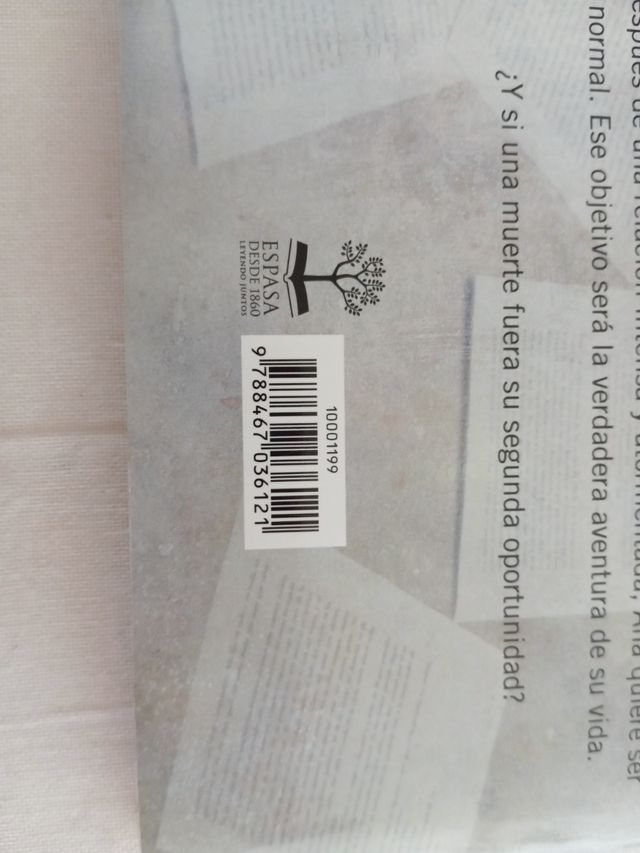 normal. Ese objetivo será la verdadera aventura de su vida.
¿Y si una muerte fuera su segunda oportunidad?
ESPASA
DESDE 1860
LEYENDO JUNTOS
10001199
9 788467 036121